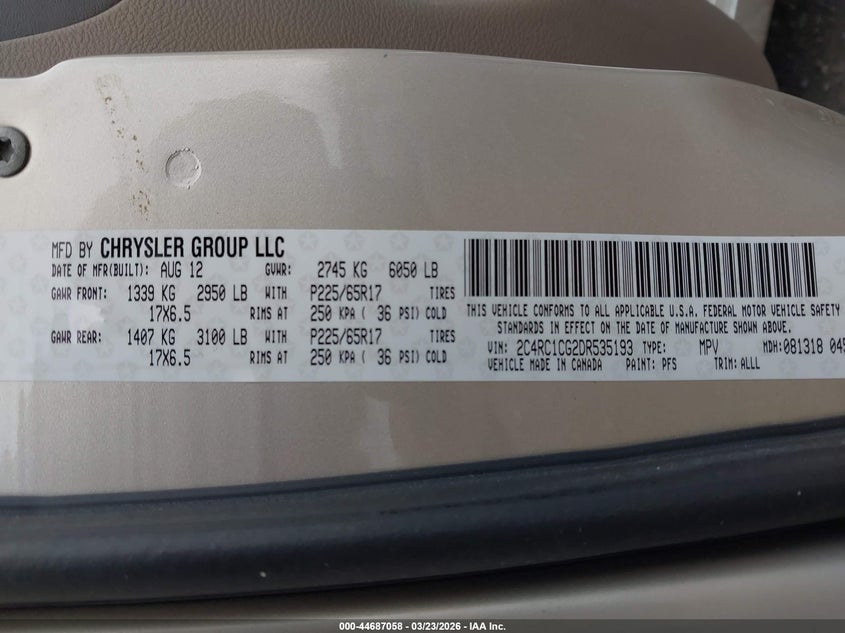 MFD BY CHRYSLER GROUP LLC
DATE OF MFR(BUILT): AUG 12 GVWR: 2745 KG 6050 LB
GAWR FRONT: 1339 KG 2950 LB WITH P225/65R17 TIRES
17X6.5 RIMS AT 250 KPA ( 36 PSI) COLD
GAWR REAR: 1407 KG 3100 LB WITH P225/65R17 TIRES
17X6.5 RIMS AT 250 KPA ( 36 PSI) COLD
THIS VEHICLE CONFORMS TO ALL APPLICABLE U.S.A. FEDERAL MOTOR VEHICLE SAFETY
STANDARDS IN EFFECT ON THE DATE OF MANUFACTURE SHOWN ABOVE.
VIN: 2C4RC1CG2DR535193 TYPE: MPV MDH:081318 045
VEHICLE MADE IN CANADA PAINT: PFS TRIM: ALLL
000-44687058 - 03/23/2026 - IAA Inc.